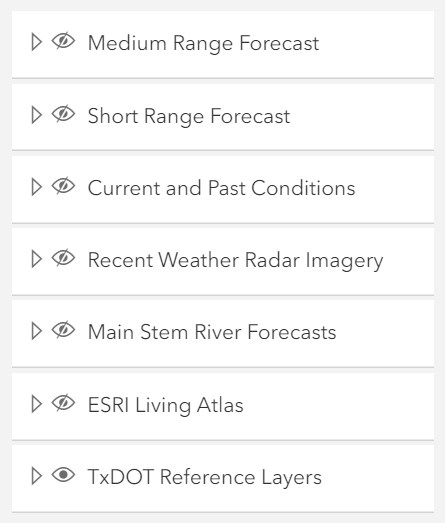 Medium Range Forecast
Short Range Forecast
Current and Past Conditions
Recent Weather Radar Imagery
Main Stem River Forecasts
ESRI Living Atlas
TxDOT Reference Layers